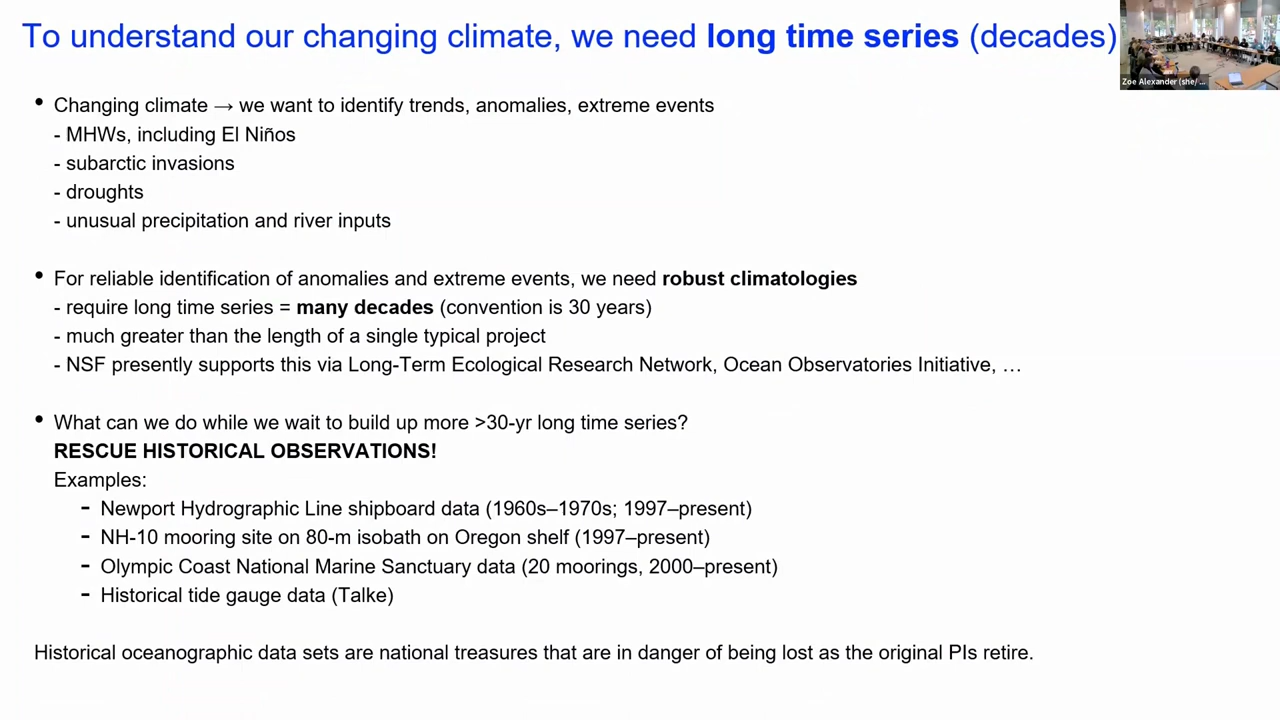 To understand our changing climate, we need long time series (decades)
Zoe Alexander (she/ ...
• Changing climate → we want to identify trends, anomalies, extreme events
- MHWs, including El Niños
- subarctic invasions
- droughts
- unusual precipitation and river inputs
• For reliable identification of anomalies and extreme events, we need robust climatologies
- require long time series = many decades (convention is 30 years)
- much greater than the length of a single typical project
- NSF presently supports this via Long-Term Ecological Research Network, Ocean Observatories Initiative, …
• What can we do while we wait to build up more >30-yr long time series?
RESCUE HISTORICAL OBSERVATIONS!
Examples:
- Newport Hydrographic Line shipboard data (1960s–1970s; 1997–present)
- NH-10 mooring site on 80-m isobath on Oregon shelf (1997–present)
- Olympic Coast National Marine Sanctuary data (20 moorings, 2000–present)
- Historical tide gauge data (Talke)
Historical oceanographic data sets are national treasures that are in danger of being lost as the original PIs retire.